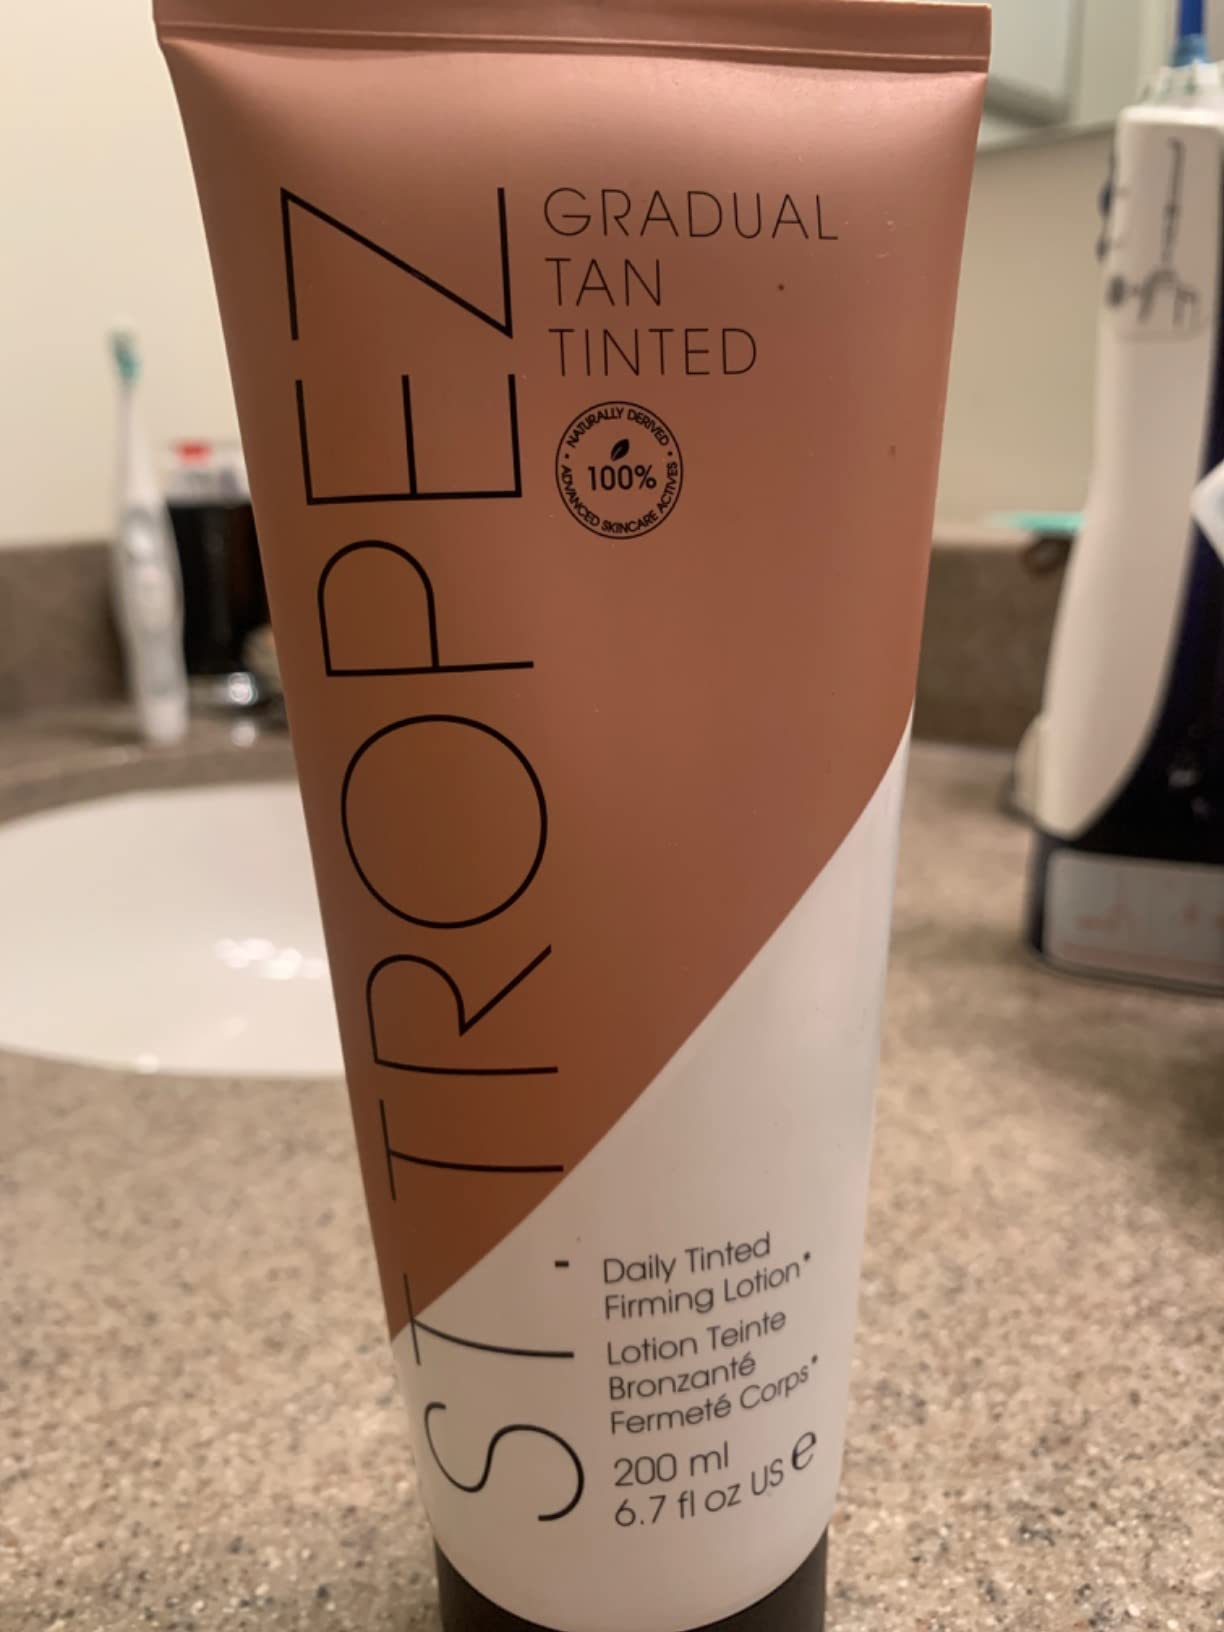 ST. TROPEZ
GRADUAL
TAN
TINTED
• NATURALLY DERIVED •
100%
ADVANCED SKINCARE ACTIVES
Daily Tinted
Firming Lotion*
Lotion Teinte
Bronzanté
Fermeté Corps*
200 ml
6.7 fl oz US e